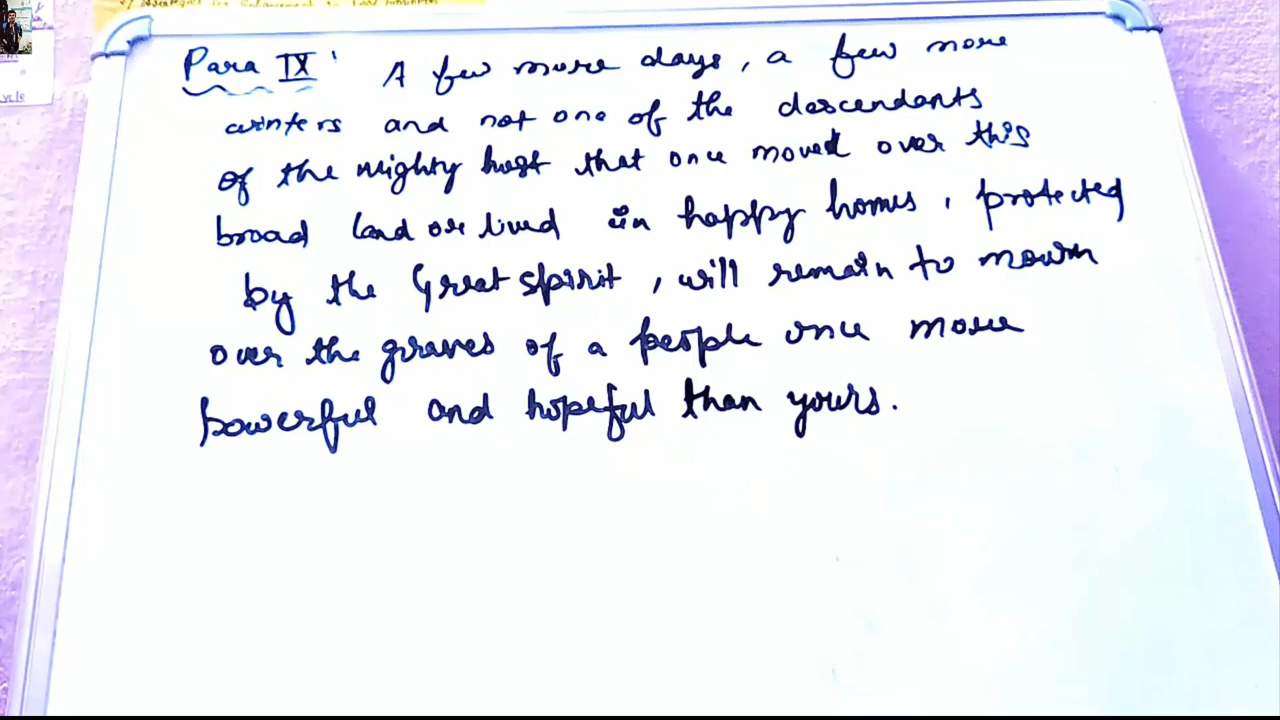 Para IX' A few more days, a few more
winters and not one of the descendants
of the mighty host that once moved over this
broad land or lived in happy homes, protected
by the Great spirit, will remain to mourn
over the graves of a people once more
powerful and hopeful than yours.
ycle